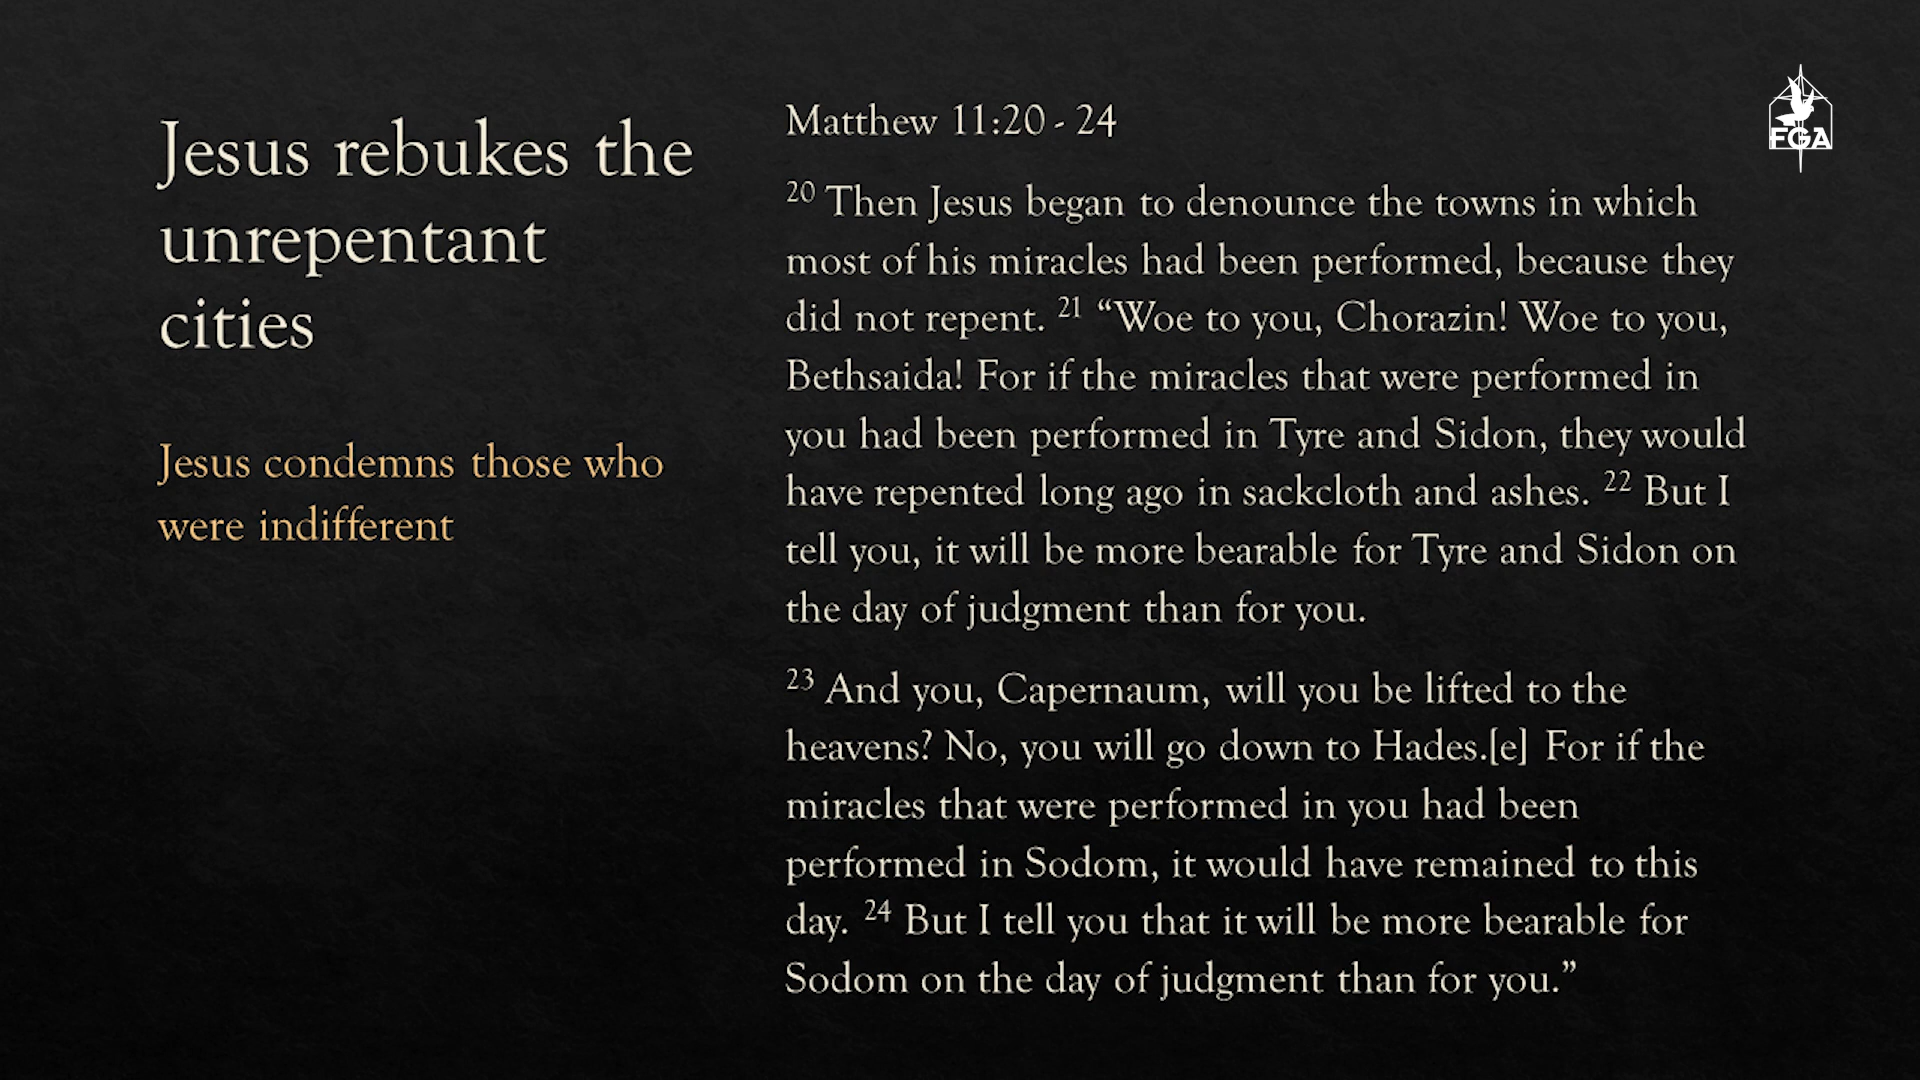 Jesus rebukes the
unrepentant
cities
Jesus condemns those who
were indifferent
Matthew 11:20 - 24
20 Then Jesus began to denounce the towns in which
most of his miracles had been performed, because they
did not repent. 21 “Woe to you, Chorazin! Woe to you,
Bethsaida! For if the miracles that were performed in
you had been performed in Tyre and Sidon, they would
have repented long ago in sackcloth and ashes. 22 But I
tell you, it will be more bearable for Tyre and Sidon on
the day of judgment than for you.
23 And you, Capernaum, will you be lifted to the
heavens? No, you will go down to Hades.[e] For if the
miracles that were performed in you had been
performed in Sodom, it would have remained to this
day. 24 But I tell you that it will be more bearable for
Sodom on the day of judgment than for you.”
FGA